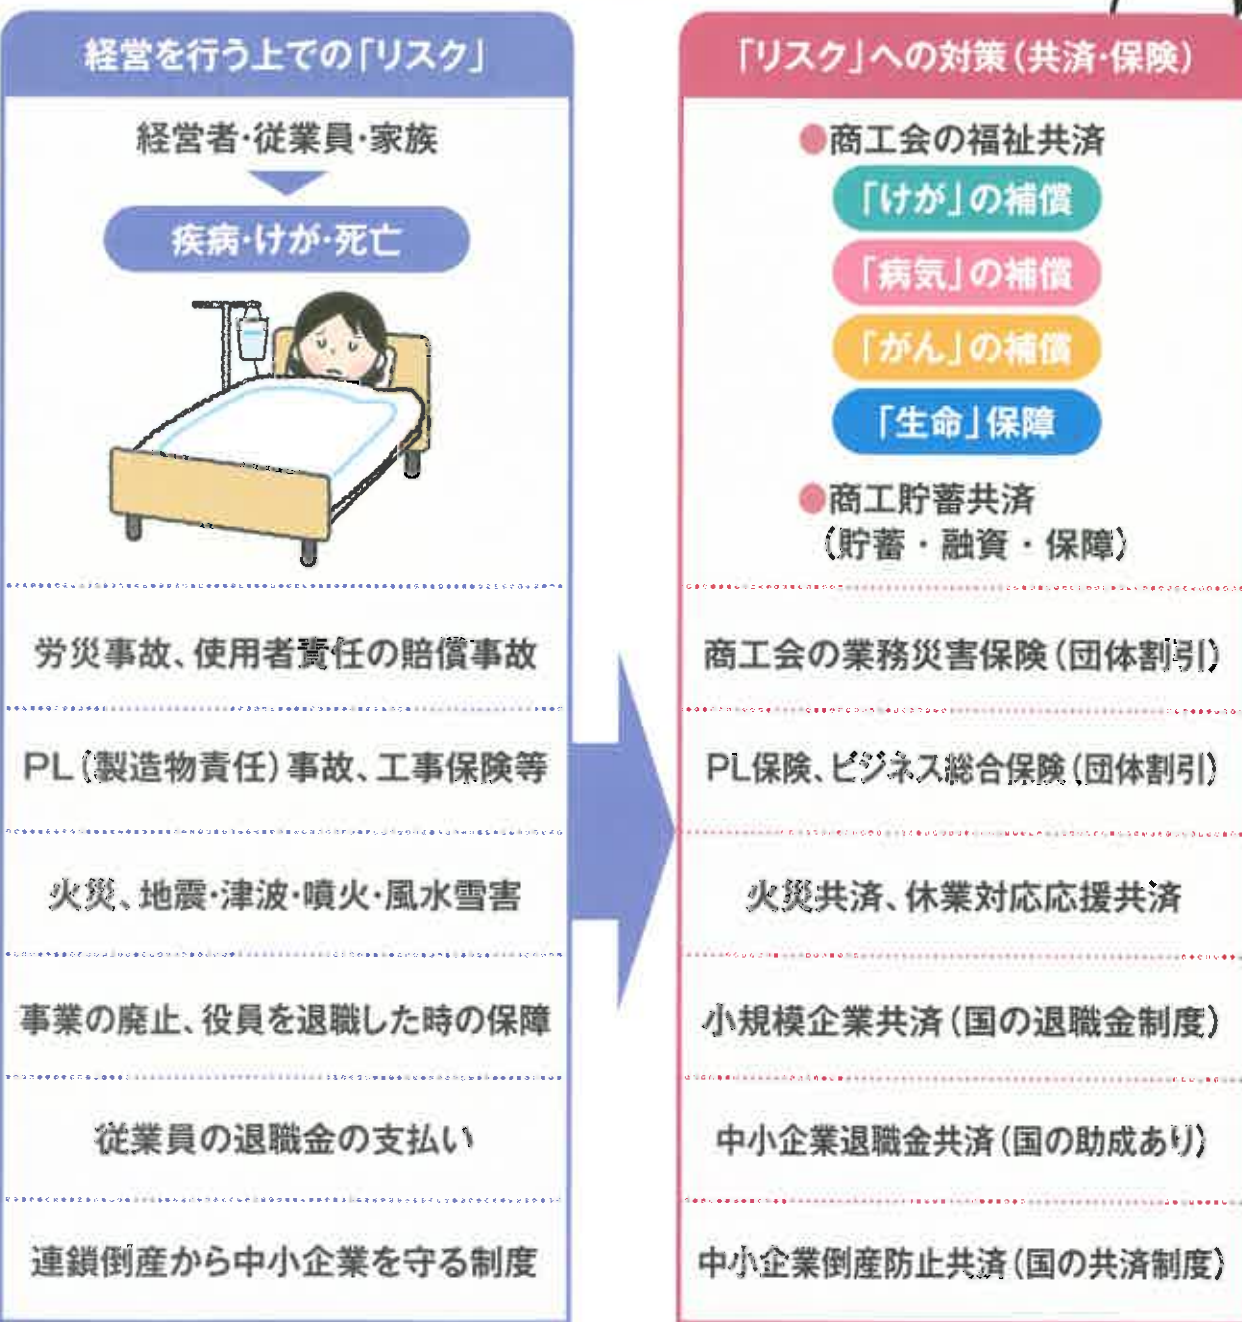 経営を行う上での「リスク」
経営者・従業員・家族
疾病・けが・死亡
労災事故、使用者責任の賠償事故
PL(製造物責任)事故、工事保険等
火災、地震・津波・噴火・風水雪害
事業の廃止、役員を退職した時の保障
従業員の退職金の支払い
連鎖倒産から中小企業を守る制度
「リスク」への対策(共済・保険)
●商工会の福祉共済
「けが」の補償
「病気」の補償
「がん」の補償
「生命」保障
●商工貯蓄共済
(貯蓄・融資・保障)
商工会の業務災害保険(団体割引)
PL保険、ビジネス総合保険(団体割引)
火災共済、休業対応応援共済
小規模企業共済(国の退職金制度)
中小企業退職金共済(国の助成あり)
中小企業倒産防止共済(国の共済制度)